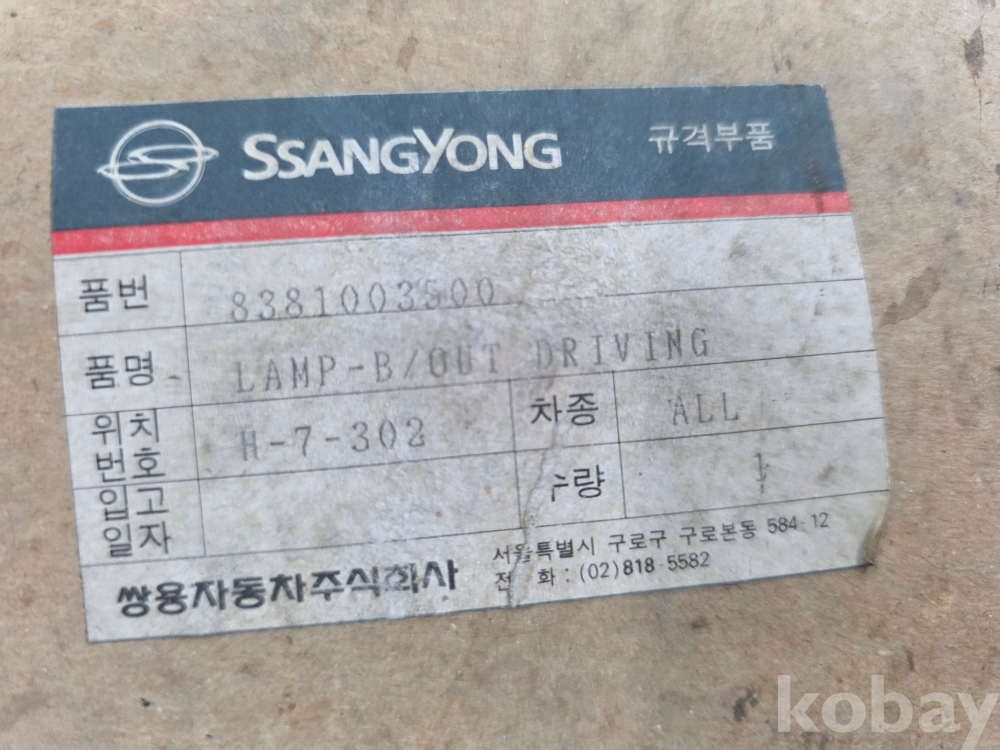 SSANGYONG 규격부품
품번 8381003500
품명 LAMP-B/OUT DRIVING
위치번호 H-7-302 차종 ALL
입고일자 수량 1
쌍용자동차주식회사
서울특별시 구로구 구로본동 584-12
전 화 : (02)818-5582
kobay